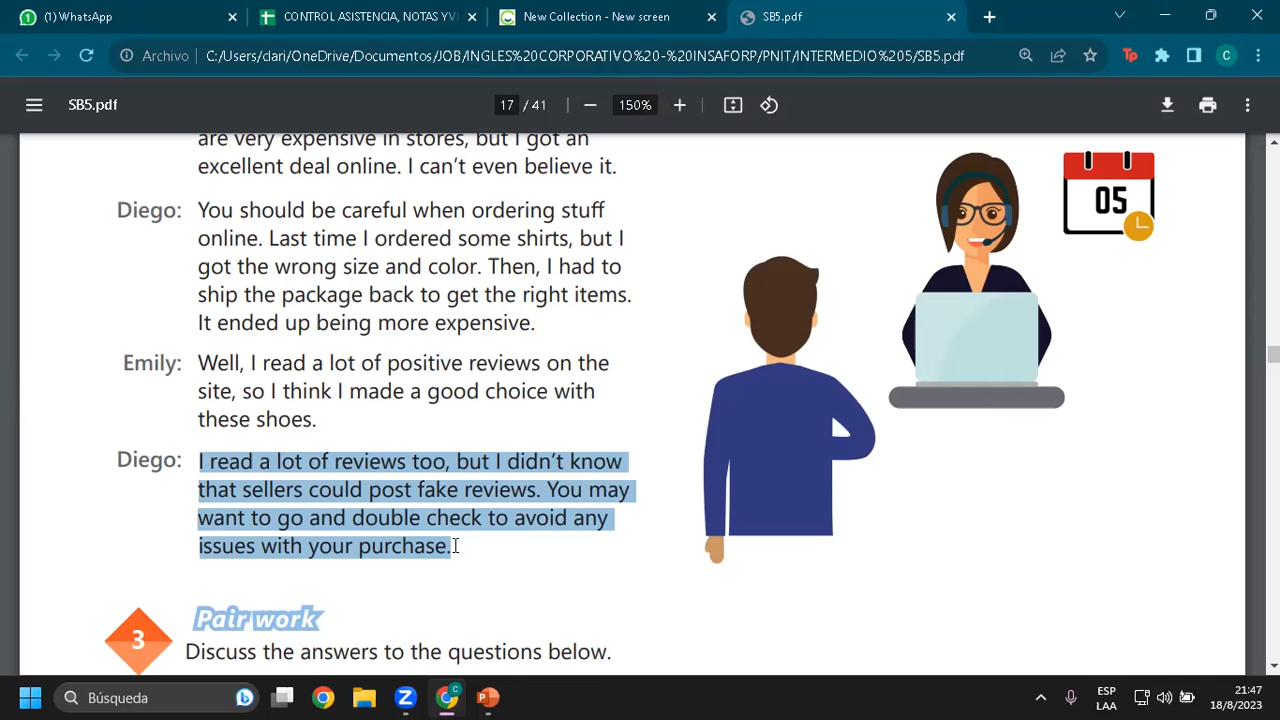 (1) WhatsApp
CONTROL ASISTENCIA, NOTAS YVE
New Collection - New screen
SB5.pdf
Archivo
C:/Users/clari/OneDrive/Documentos/JOB/INGLES%20CORPORATIVO%20-%20INSAFORP/PNIT/INTERMEDIO%205/SB5.pdf
SB5.pdf
17 / 41
150%
are very expensive in stores, but I got an
excellent deal online. I can’t even believe it.
Diego: You should be careful when ordering stuff
online. Last time I ordered some shirts, but I
got the wrong size and color. Then, I had to
ship the package back to get the right items.
It ended up being more expensive.
Emily: Well, I read a lot of positive reviews on the
site, so I think I made a good choice with
these shoes.
Diego: I read a lot of reviews too, but I didn’t know
that sellers could post fake reviews. You may
want to go and double check to avoid any
issues with your purchase.
05
3
Pair work
Discuss the answers to the questions below.
Búsqueda
ESP
LAA
21:47
18/8/2023